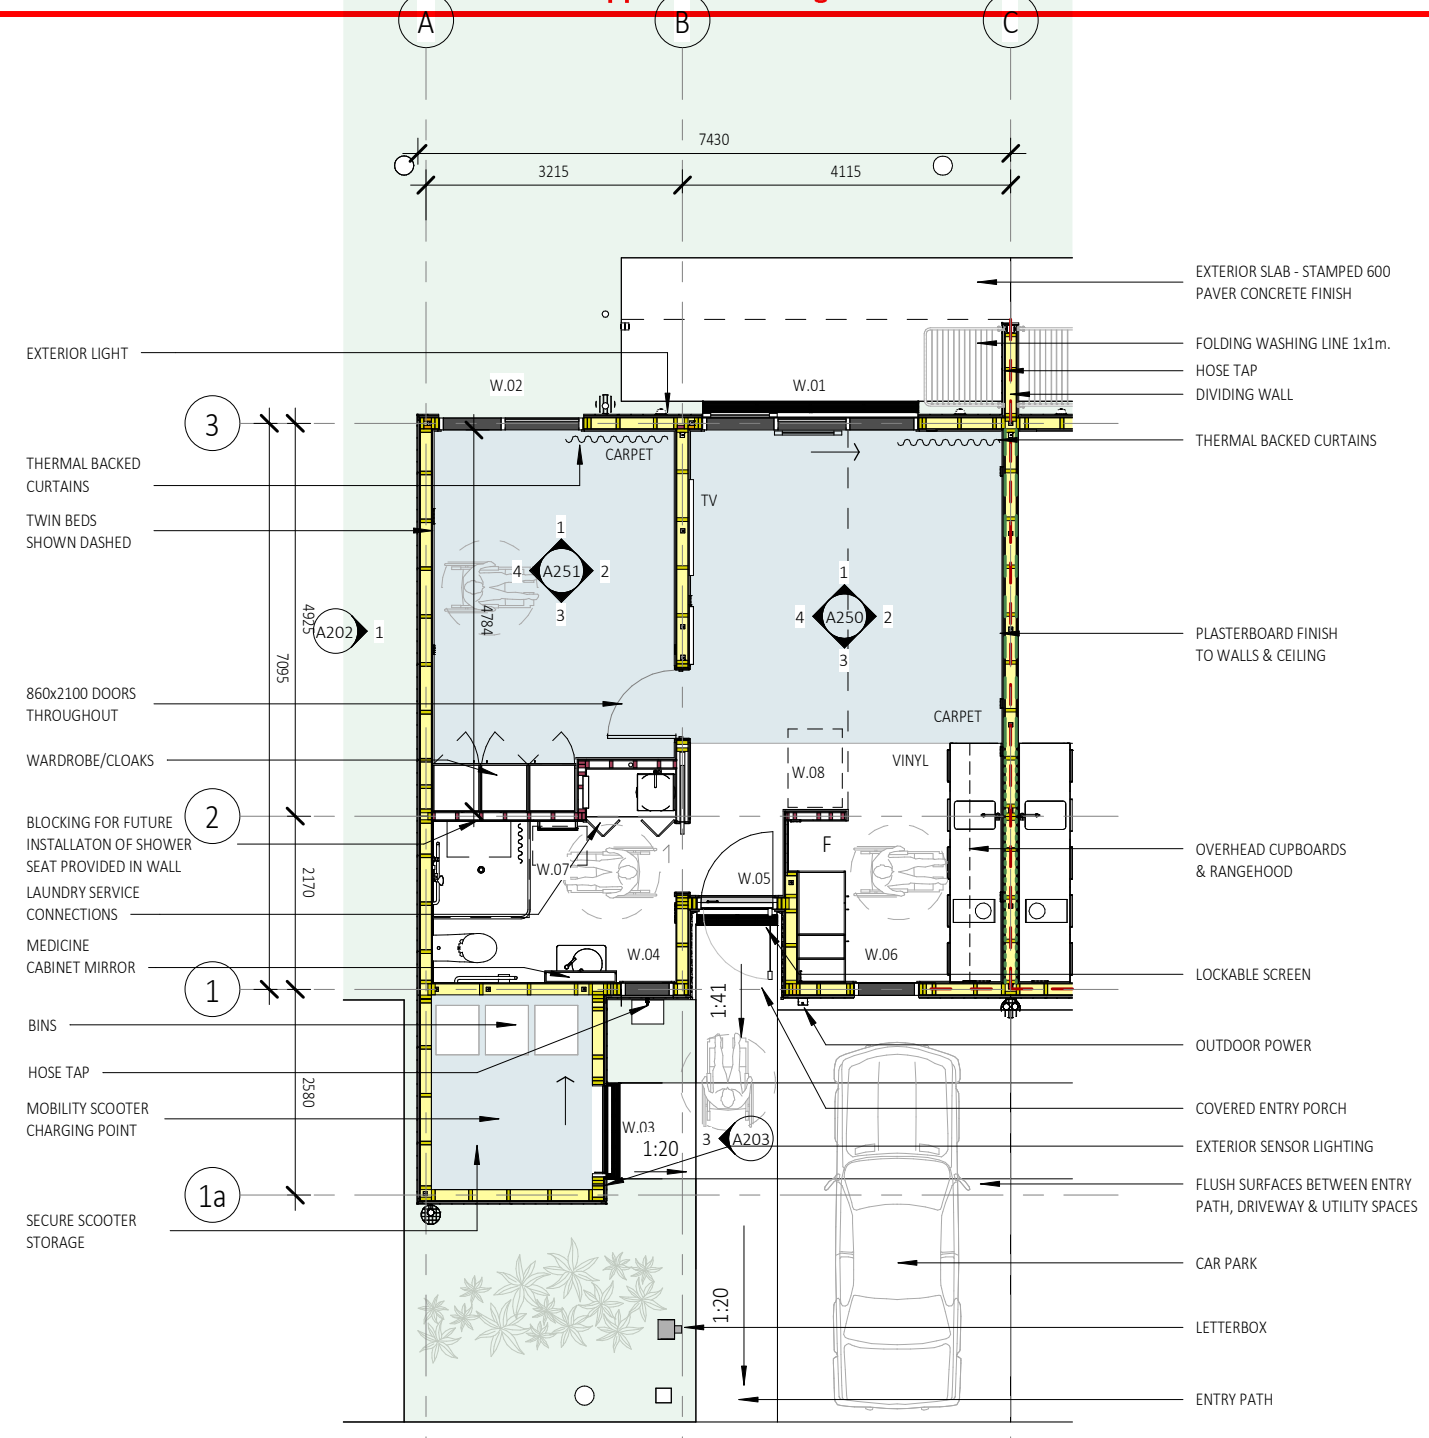 A
B
C
7430
3215
4115
EXTERIOR SLAB - STAMPED 600
PAVER CONCRETE FINISH
FOLDING WASHING LINE 1x1m.
HOSE TAP
DIVIDING WALL
THERMAL BACKED CURTAINS
PLASTERBOARD FINISH
TO WALLS & CEILING
OVERHEAD CUPBOARDS
& RANGEHOOD
LOCKABLE SCREEN
OUTDOOR POWER
COVERED ENTRY PORCH
EXTERIOR SENSOR LIGHTING
FLUSH SURFACES BETWEEN ENTRY
PATH, DRIVEWAY & UTILITY SPACES
CAR PARK
LETTERBOX
ENTRY PATH
EXTERIOR LIGHT
THERMAL BACKED
CURTAINS
TWIN BEDS
SHOWN DASHED
860x2100 DOORS
THROUGHOUT
WARDROBE/CLOAKS
BLOCKING FOR FUTURE
INSTALLATON OF SHOWER
SEAT PROVIDED IN WALL
LAUNDRY SERVICE
CONNECTIONS
MEDICINE
CABINET MIRROR
BINS
HOSE TAP
MOBILITY SCOOTER
CHARGING POINT
SECURE SCOOTER
STORAGE
3
2
1
1a
4925
7095
4784
2170
2580
W.02
W.01
CARPET
TV
1
4
A251
2
3
1
4
A250
2
3
A202
1
CARPET
VINYL
W.08
F
W.07
1
W.05
W.04
W.06
1:41
W.03
1:20
3
A203
1:20